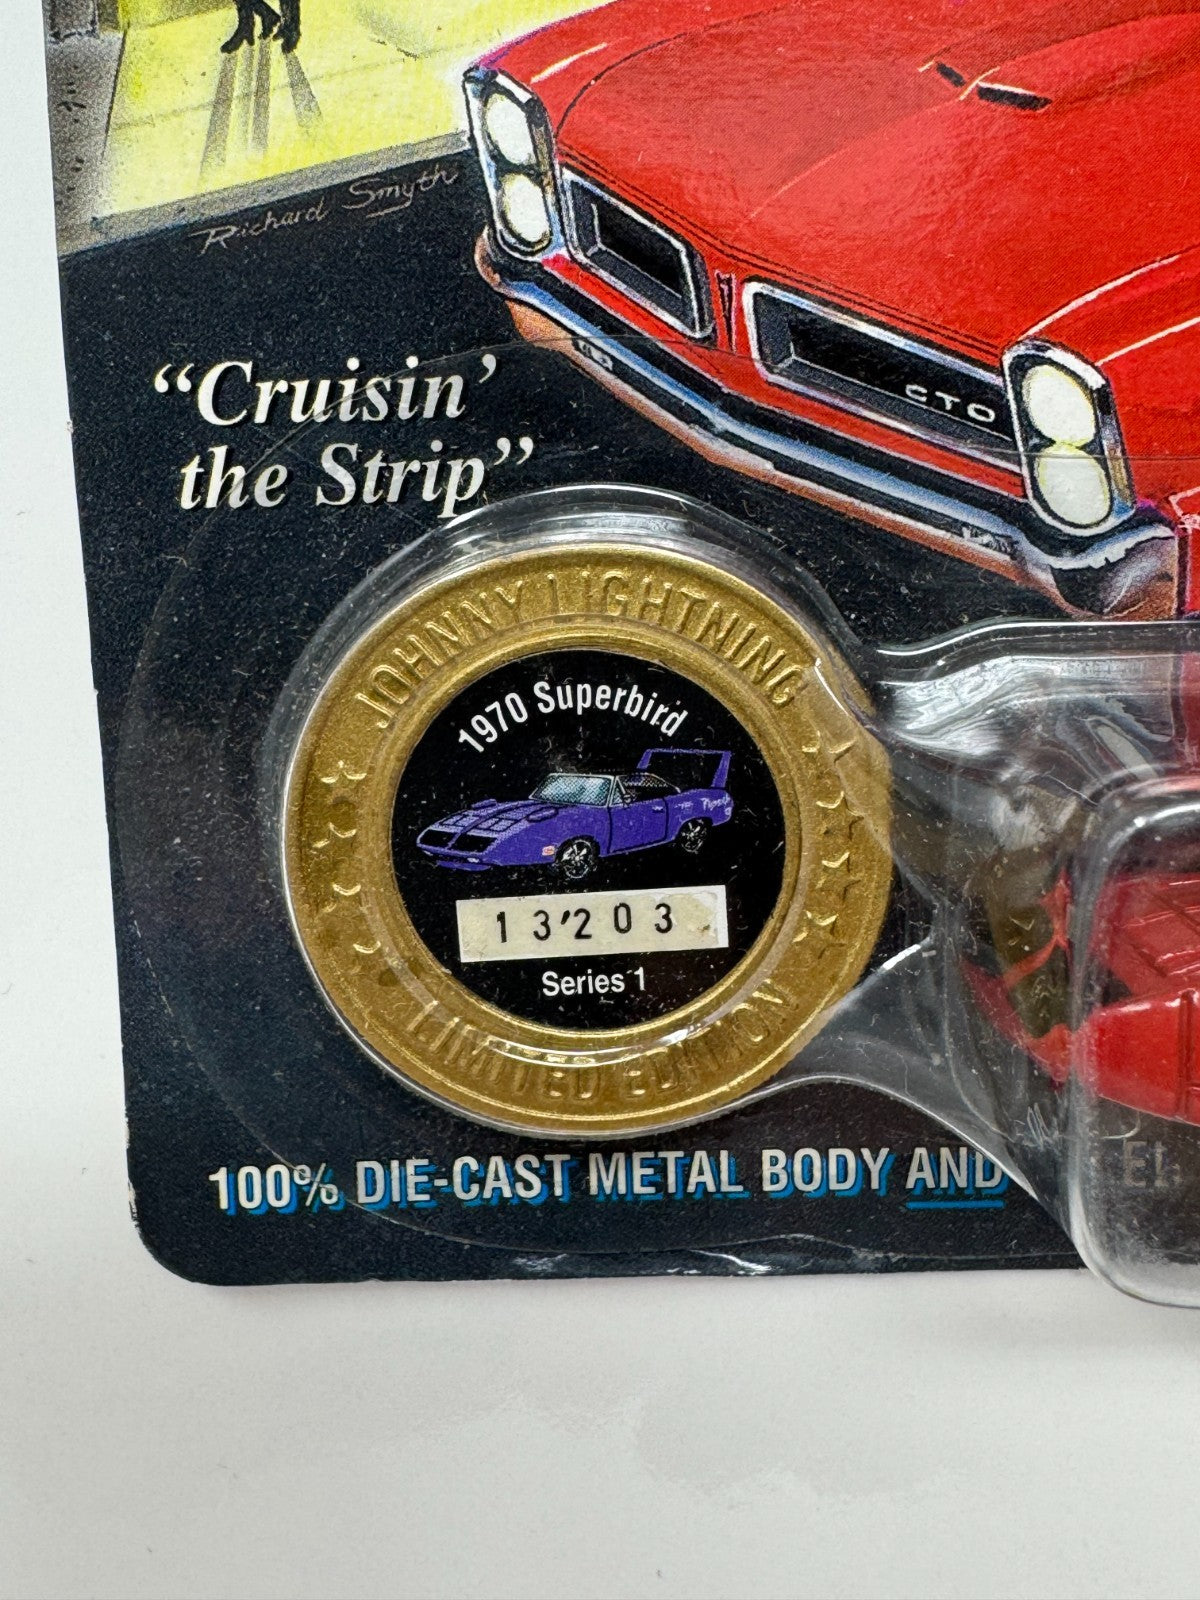 Richard Smyth
GTO
"Cruisin'
the Strip"
JOHNNY LIGHTNING
1970 Superbird
Plymouth
13,203
Series 1
LIMITED EDITION
100% DIE-CAST METAL BODY AND